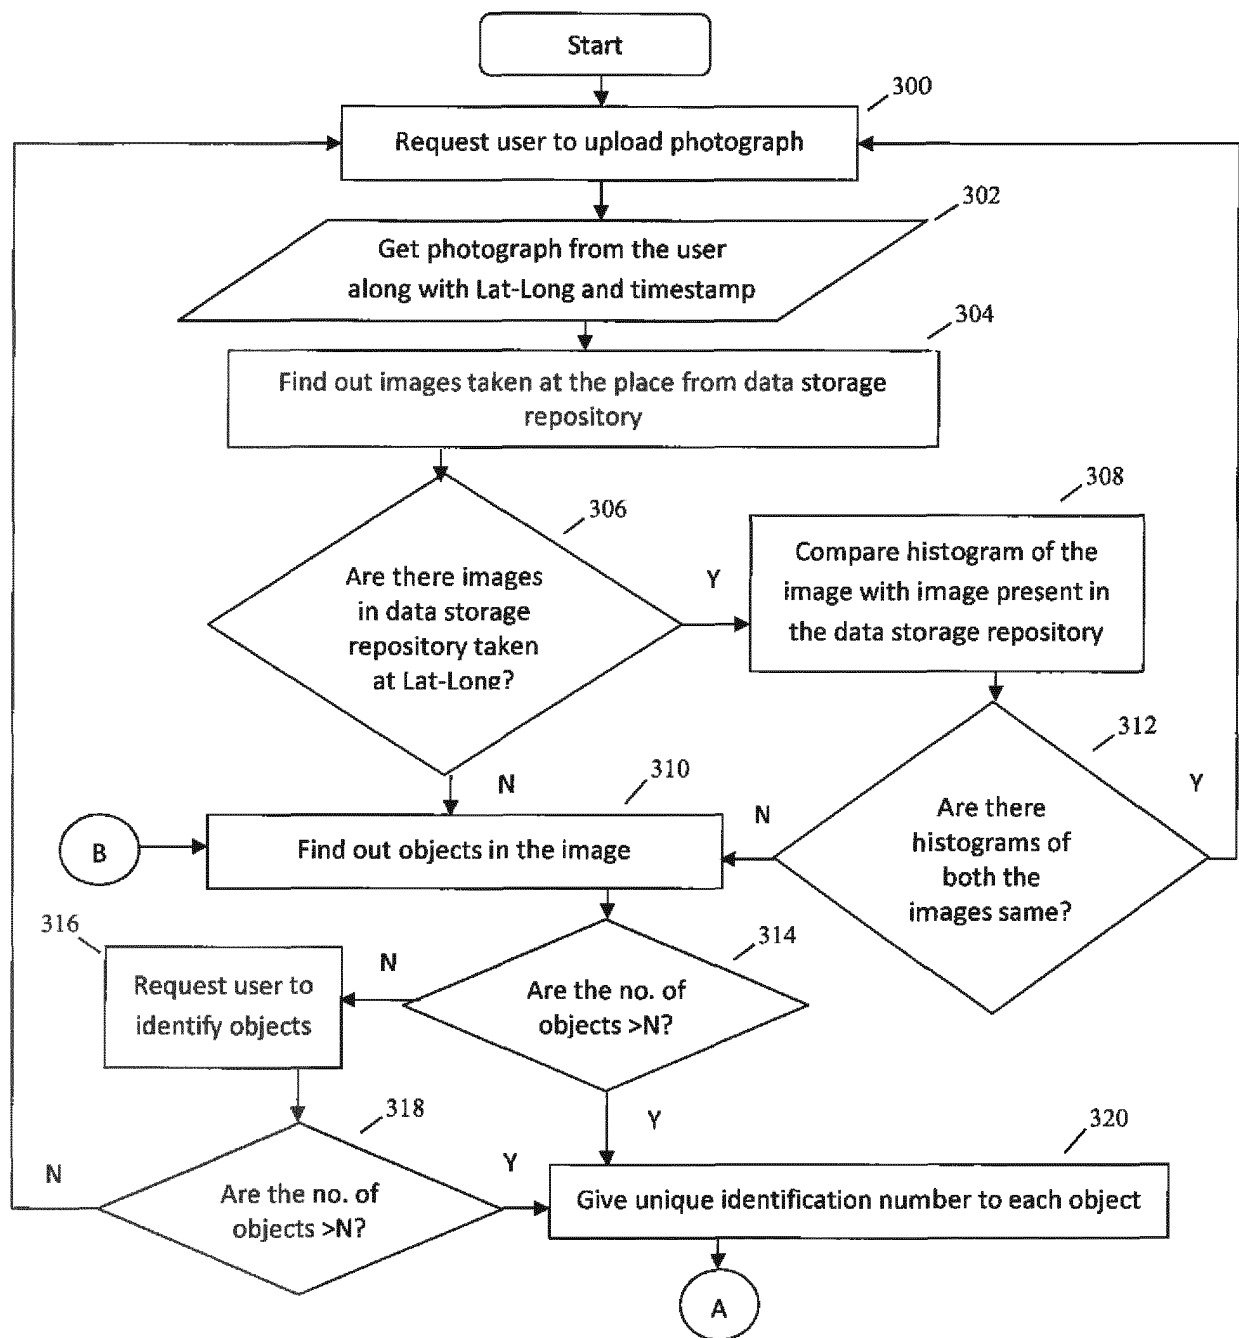 Start
300
Request user to upload photograph
302
Get photograph from the user
along with Lat-Long and timestamp
304
Find out images taken at the place from data storage
repository
306
Are there images
in data storage
repository taken
at Lat-Long?
Y
308
Compare histogram of the
image with image present in
the data storage repository
312
Are there
histograms of
both the
images same?
Y
N
N
310
B
Find out objects in the image
314
Are the no. of
objects >N?
N
316
Request user to
identify objects
Y
318
Are the no. of
objects >N?
N
Y
320
Give unique identification number to each object
A